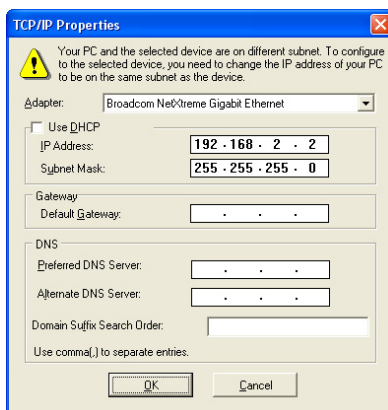 TCP/IP Properties
Your PC and the selected device are on different subnet. To configure
to the selected device, you need to change the IP address of your PC
to be on the same subnet as the device.
Adapter: Broadcom NetXtreme Gigabit Ethernet
Use DHCP
IP Address: 192 . 168 . 2 . 2
Subnet Mask: 255 . 255 . 255 . 0
Gateway
Default Gateway: . . .
DNS
Preferred DNS Server: . . .
Alternate DNS Server: . . .
Domain Suffix Search Order:
Use comma(,) to separate entries.
OK Cancel